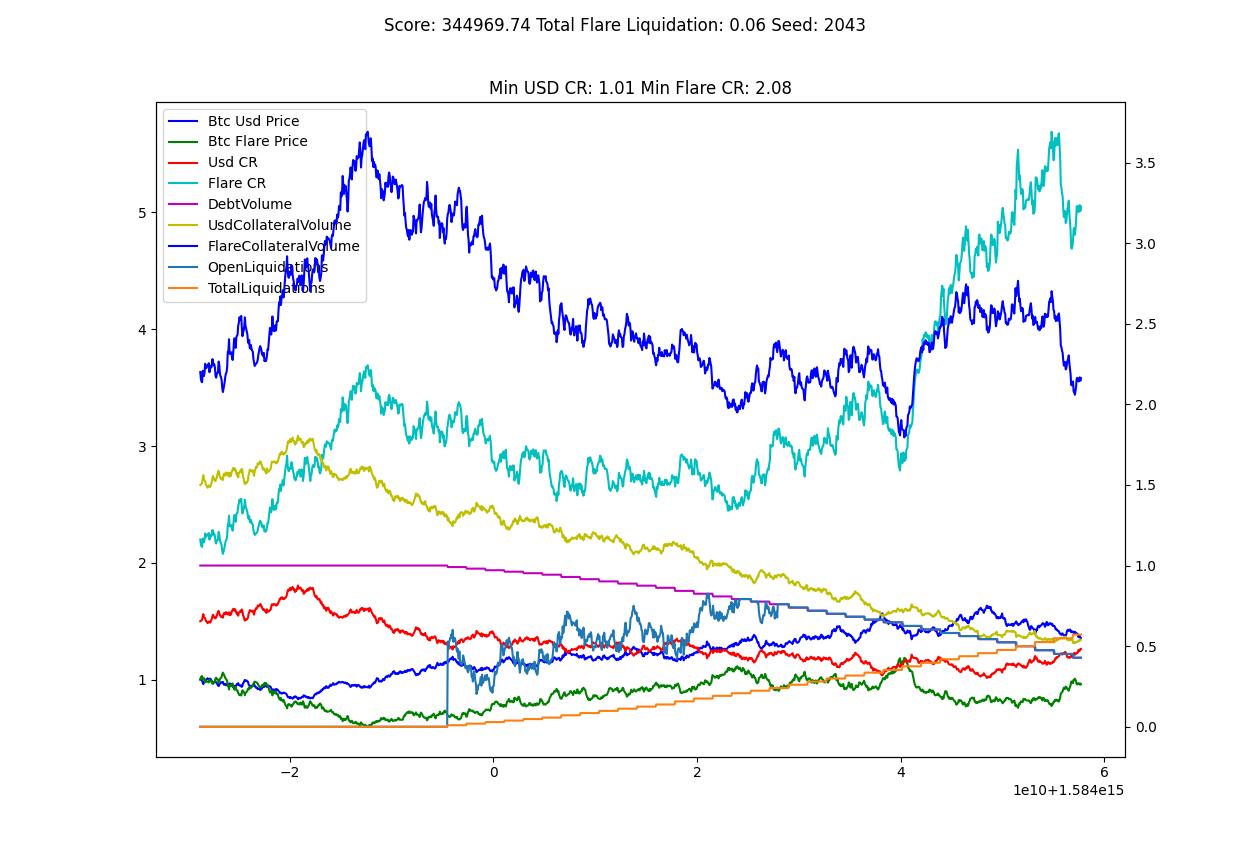 Score: 344969.74 Total Flare Liquidation: 0.06 Seed: 2043
Min USD CR: 1.01 Min Flare CR: 2.08
Btc Usd Price
Btc Flare Price
Usd CR
Flare CR
DebtVolume
UsdCollateralVolume
FlareCollateralVolume
OpenLiquidations
TotalLiquidations
5
4
3
2
1
3.5
3.0
2.5
2.0
1.5
1.0
0.5
0.0
−2
0
2
4
6
1e10+1.584e15